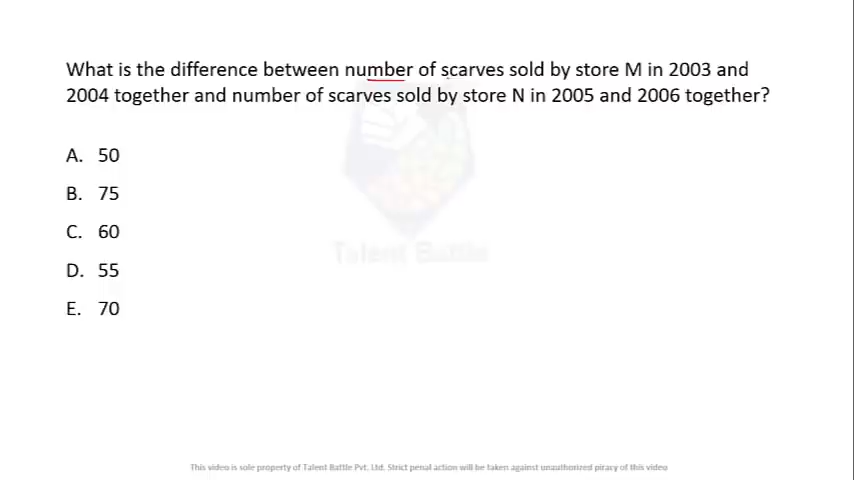 What is the difference between number of scarves sold by store M in 2003 and
2004 together and number of scarves sold by store N in 2005 and 2006 together?
A. 50
B. 75
C. 60
D. 55
E. 70
Talent Battle
This video is sole property of Talent Battle Pvt. Ltd. Strict penal action will be taken against unauthorized piracy of this video